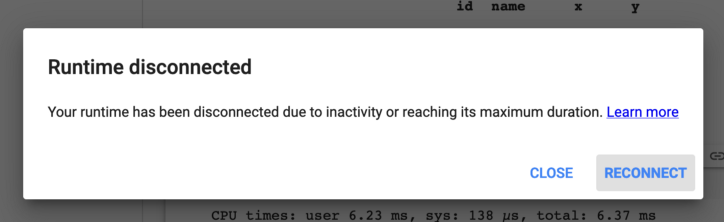 id name x y
Runtime disconnected
Your runtime has been disconnected due to inactivity or reaching its maximum duration. Learn more
CLOSE RECONNECT
CPU times: user 6.23 ms, sys: 138 µs, total: 6.37 ms